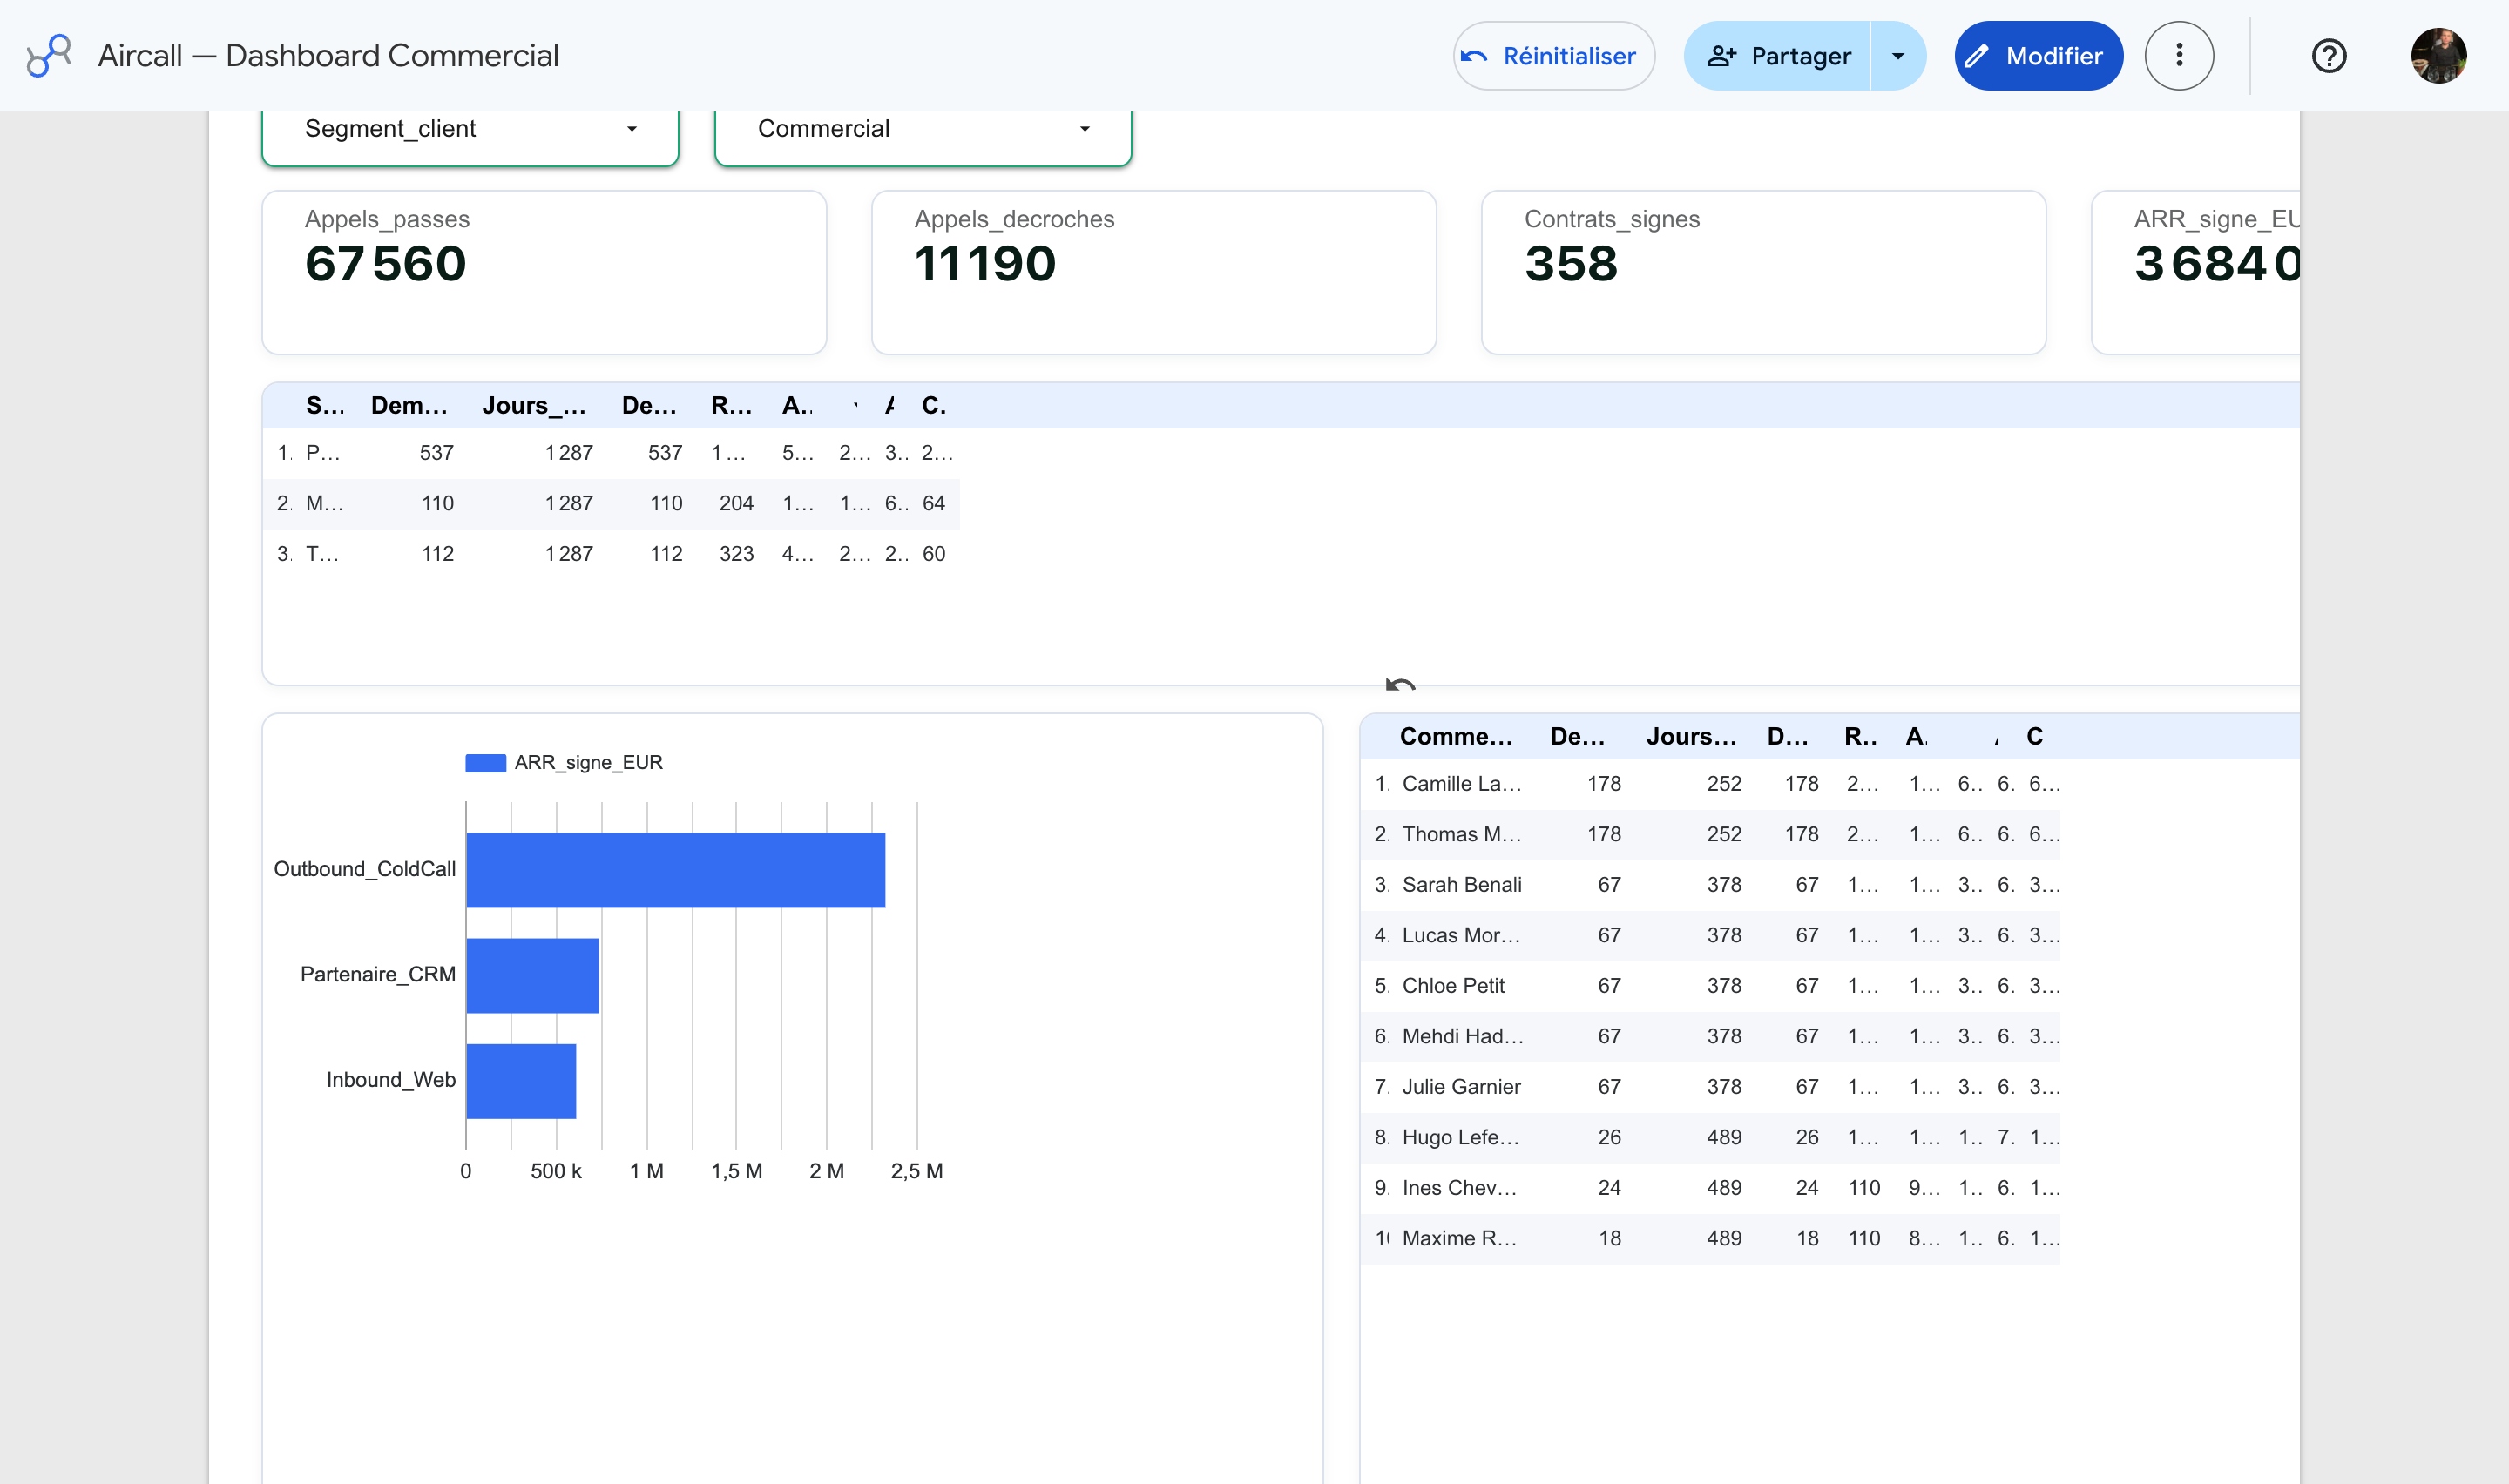 Aircall — Dashboard Commercial
Réinitialiser
Partager
Modifier
Segment_client
Commercial
Appels_passes
67 560
Appels_decroches
11 190
Contrats_signes
358
ARR_signe_EU
3 684 0
S... Dem... Jours_... De... R... A.. C.
1. P... 537 1 287 537 1 ... 5... 2... 3.. 2...
2. M... 110 1 287 110 204 1... 1... 6.. 64
3. T... 112 1 287 112 323 4... 2... 2.. 60
ARR_signe_EUR
Outbound_ColdCall
Partenaire_CRM
Inbound_Web
0 500 k 1 M 1,5 M 2 M 2,5 M
Comme... De... Jours... D... R.. A. C
1. Camille La... 178 252 178 2... 1... 6.. 6. 6...
2. Thomas M... 178 252 178 2... 1... 6.. 6. 6...
3. Sarah Benali 67 378 67 1... 1... 3.. 6. 3...
4. Lucas Mor... 67 378 67 1... 1... 3.. 6. 3...
5. Chloe Petit 67 378 67 1... 1... 3.. 6. 3...
6. Mehdi Had... 67 378 67 1... 1... 3.. 6. 3...
7. Julie Garnier 67 378 67 1... 1... 3.. 6. 3...
8. Hugo Lefe... 26 489 26 1... 1... 1.. 7. 1...
9. Ines Chev... 24 489 24 110 9... 1.. 6. 1...
Maxime R... 18 489 18 110 8... 1.. 6. 1...